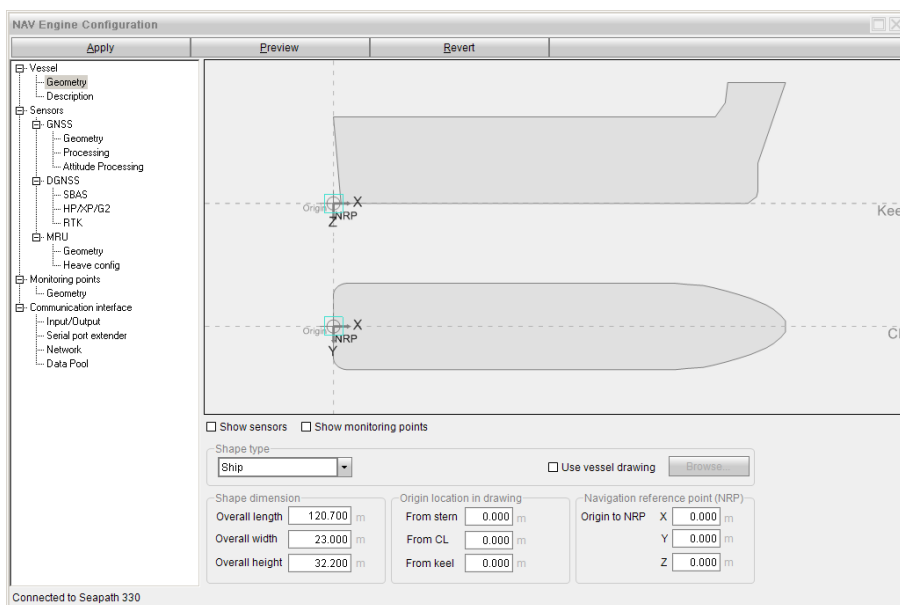 NAV Engine Configuration
Apply Preview Revert
Vessel
Geometry
Description
Sensors
GNSS
Geometry
Processing
Attitude Processing
DGNSS
SBAS
HP/XP/G2
RTK
MRU
Geometry
Heave config
Monitoring points
Geometry
Communication interface
Input/Output
Serial port extender
Network
Data Pool
Origin X
NRP
Z
Kee
Origin X
NRP
Y
CL
Show sensors Show monitoring points
Shape type
Ship Use vessel drawing Browse...
Shape dimension Origin location in drawing Navigation reference point (NRP)
Overall length 120.700 m From stern 0.000 m Origin to NRP X 0.000 m
Overall width 23.000 m From CL 0.000 m Y 0.000 m
Overall height 32.200 m From keel 0.000 m Z 0.000 m
Connected to Seapath 330